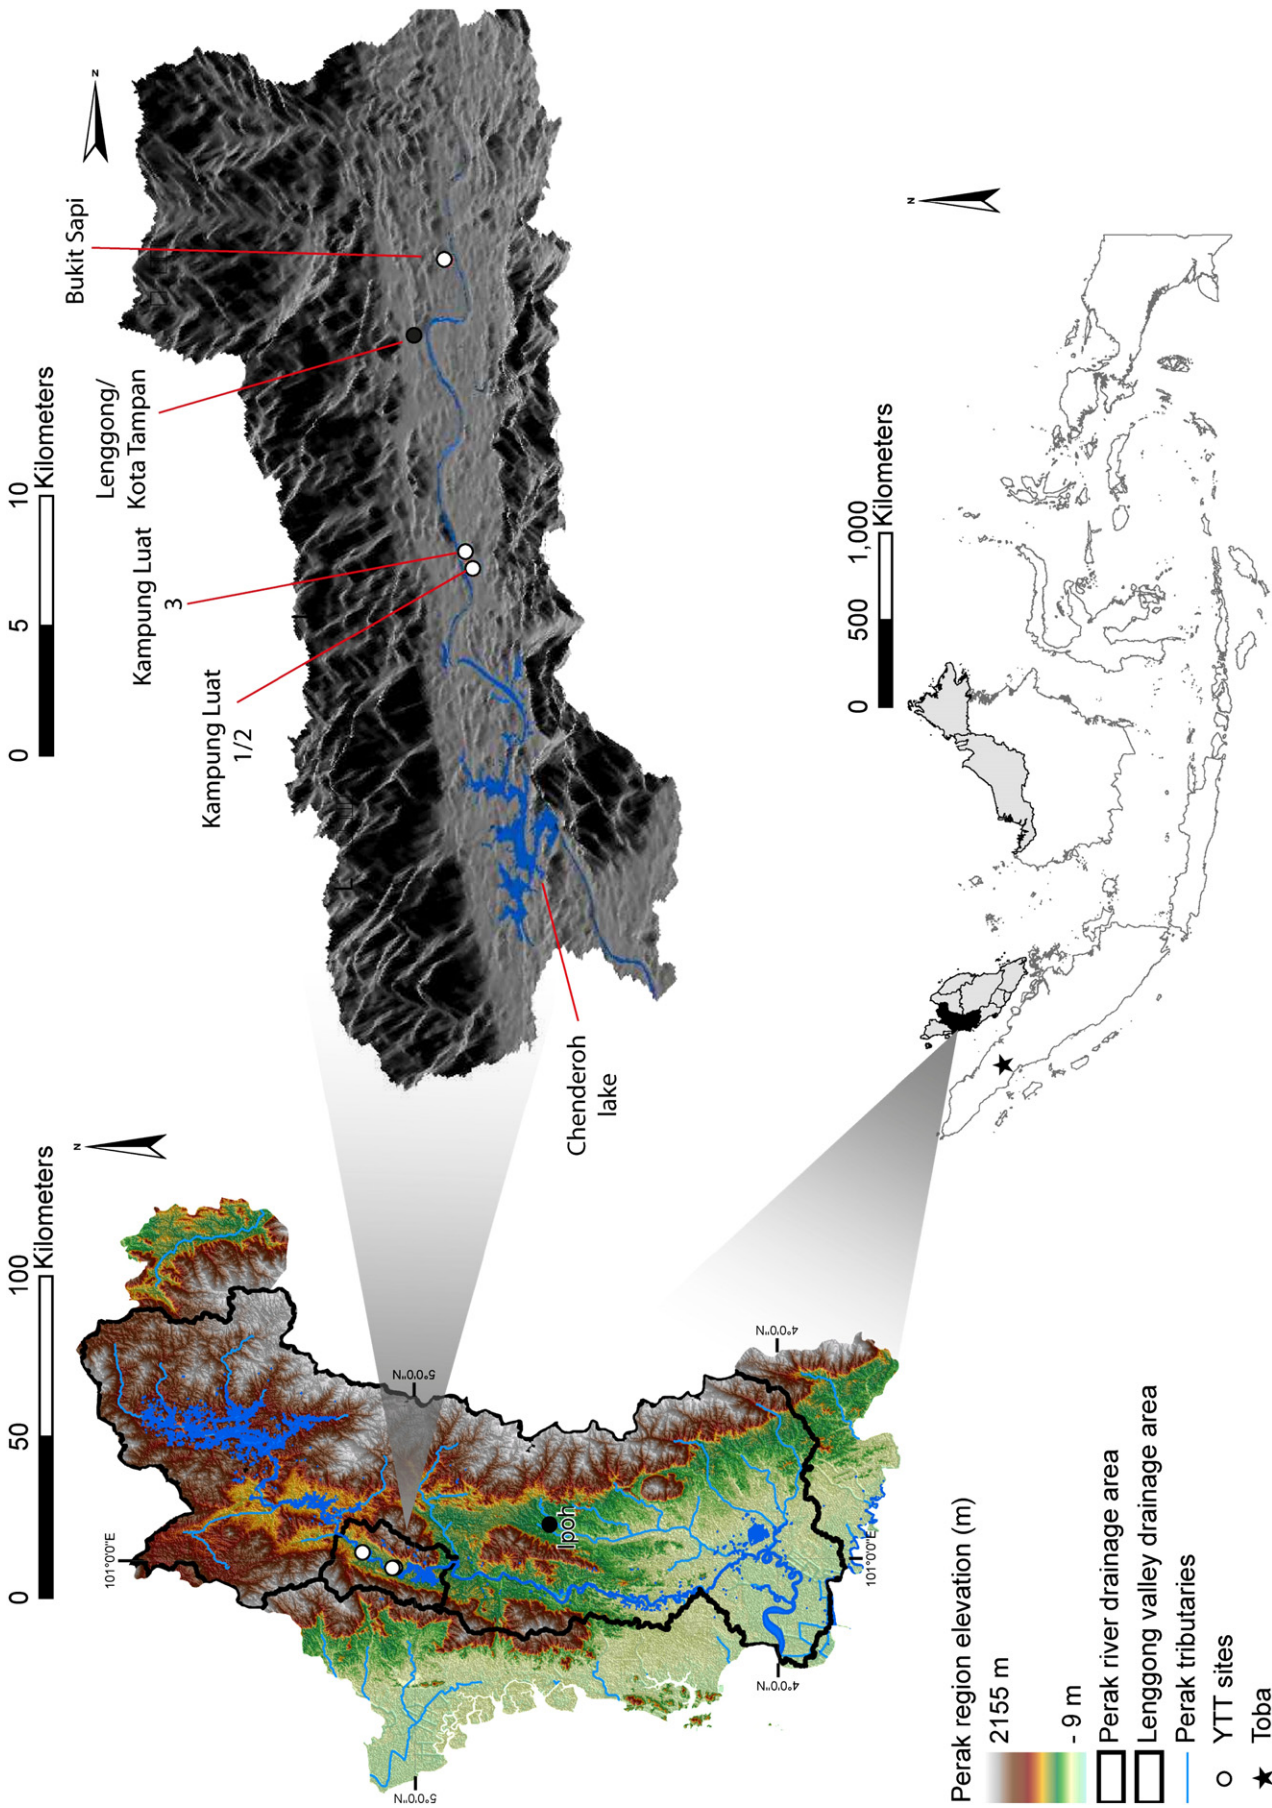 0 50 100
Kilometers
N
101°0'0"E
5°0'0"N
5°0'0"N
Ipoh
4°0'0"N
4°0'0"N
101°0'0"E
0 5 10
Kilometers
N
Kampung Luat
1/2
Kampung Luat
3
Lenggong/
Kota Tampan
Bukit Sapi
Chenderoh
lake
Perak region elevation (m)
2155 m
- 9 m
Perak river drainage area
Lenggong valley drainage area
Perak tributaries
YTT sites
Toba
0 500 1,000
Kilometers
N